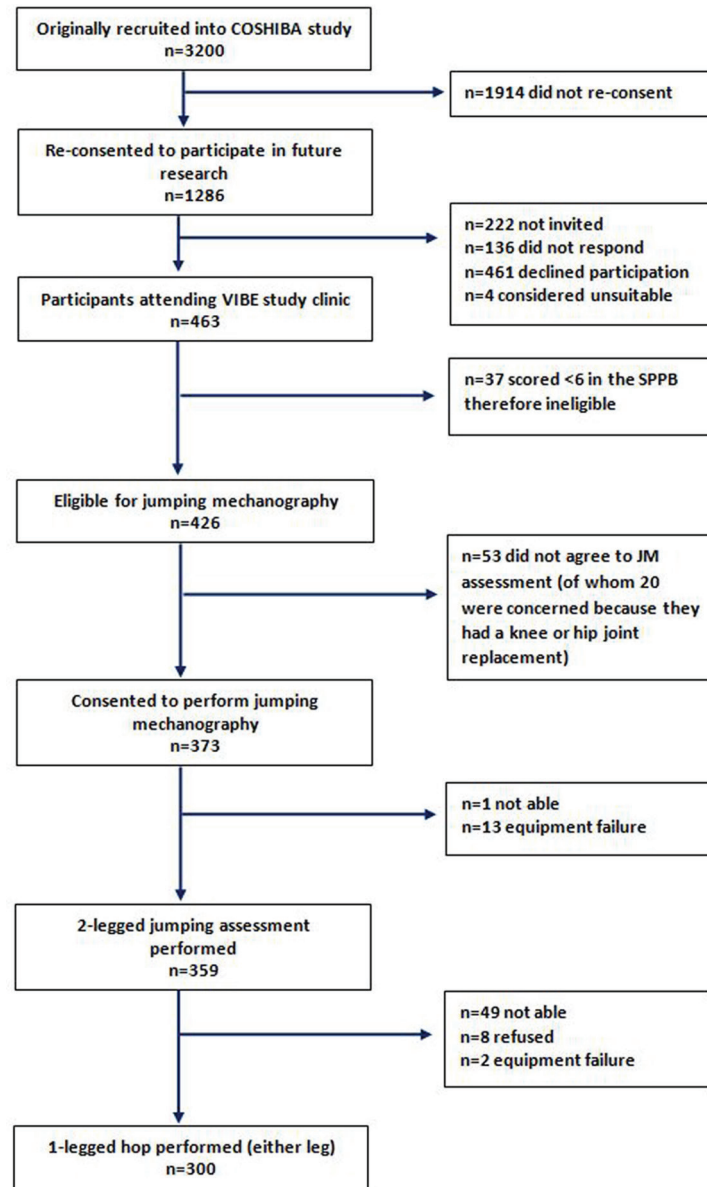 Originally recruited into COSHIBA study
n=3200
n=1914 did not re-consent
Re-consented to participate in future
research
n=1286
n=222 not invited
n=136 did not respond
n=461 declined participation
n=4 considered unsuitable
Participants attending VIBE study clinic
n=463
n=37 scored <6 in the SPPB
therefore ineligible
Eligible for jumping mechanography
n=426
n=53 did not agree to JM
assessment (of whom 20
were concerned because they
had a knee or hip joint
replacement)
Consented to perform jumping
mechanography
n=373
n=1 not able
n=13 equipment failure
2-legged jumping assessment
performed
n=359
n=49 not able
n=8 refused
n=2 equipment failure
1-legged hop performed (either leg)
n=300